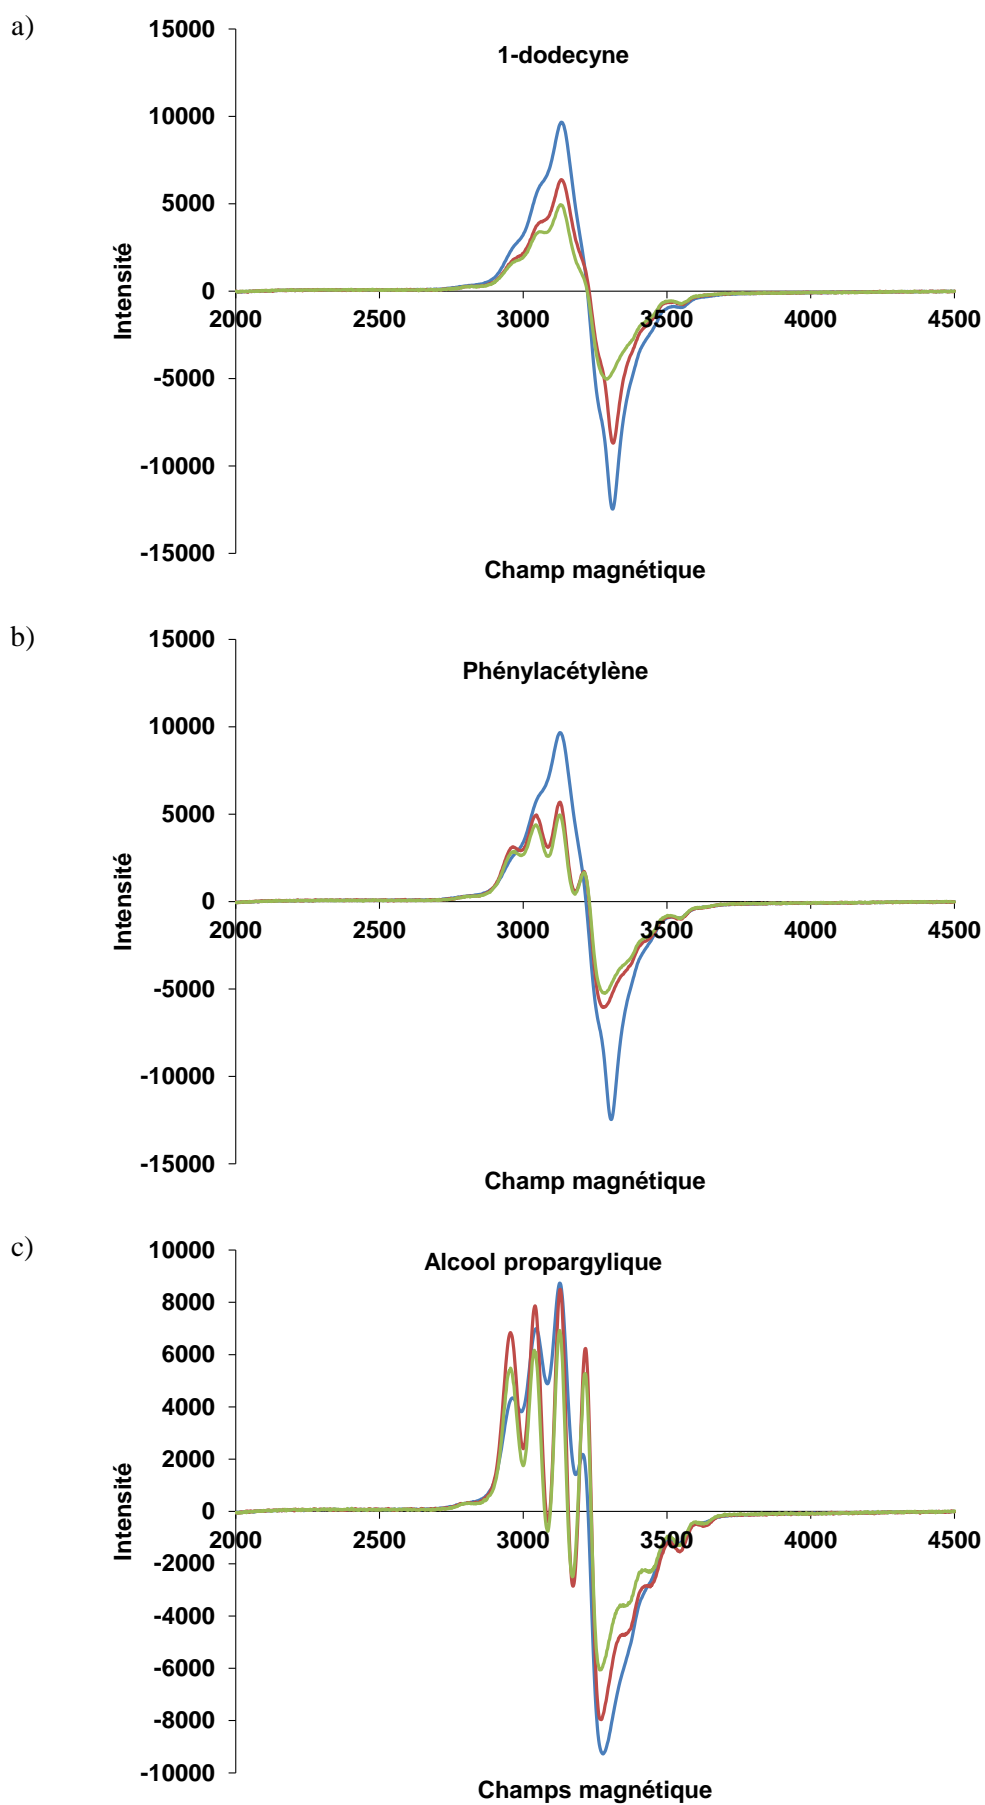 a)
1-dodecyne
15000
10000
5000
0
-5000
-10000
-15000
2000 2500 3000 3500 4000 4500
Intensité
Champ magnétique
b)
Phénylacétylène
15000
10000
5000
0
-5000
-10000
-15000
2000 2500 3000 3500 4000 4500
Intensité
Champ magnétique
c)
Alcool propargylique
10000
8000
6000
4000
2000
0
-2000
-4000
-6000
-8000
-10000
2000 2500 3000 3500 4000 4500
Intensité
Champs magnétique